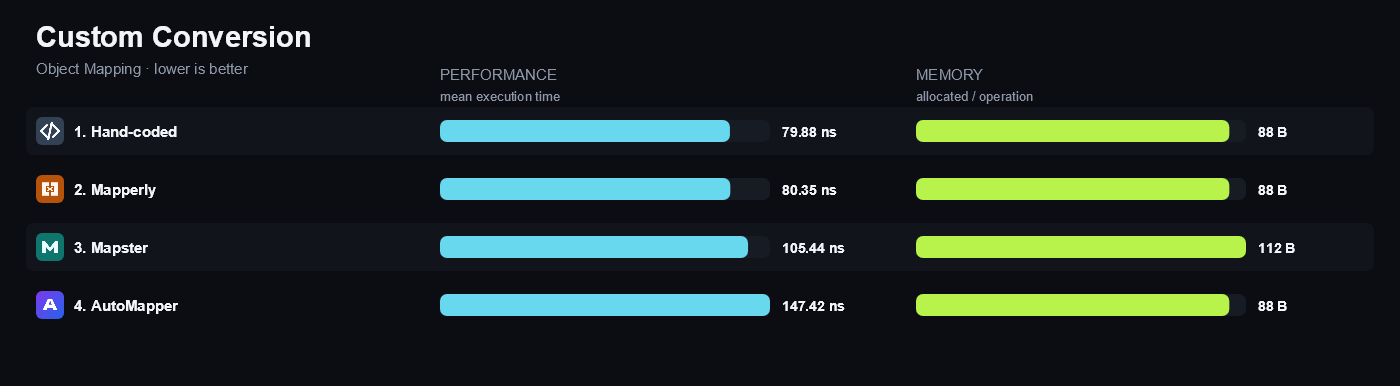 Custom Conversion
Object Mapping · lower is better
PERFORMANCE
mean execution time
MEMORY
allocated / operation
1. Hand-coded 79.88 ns 88 B
2. Mapperly 80.35 ns 88 B
3. Mapster 105.44 ns 112 B
4. AutoMapper 147.42 ns 88 B